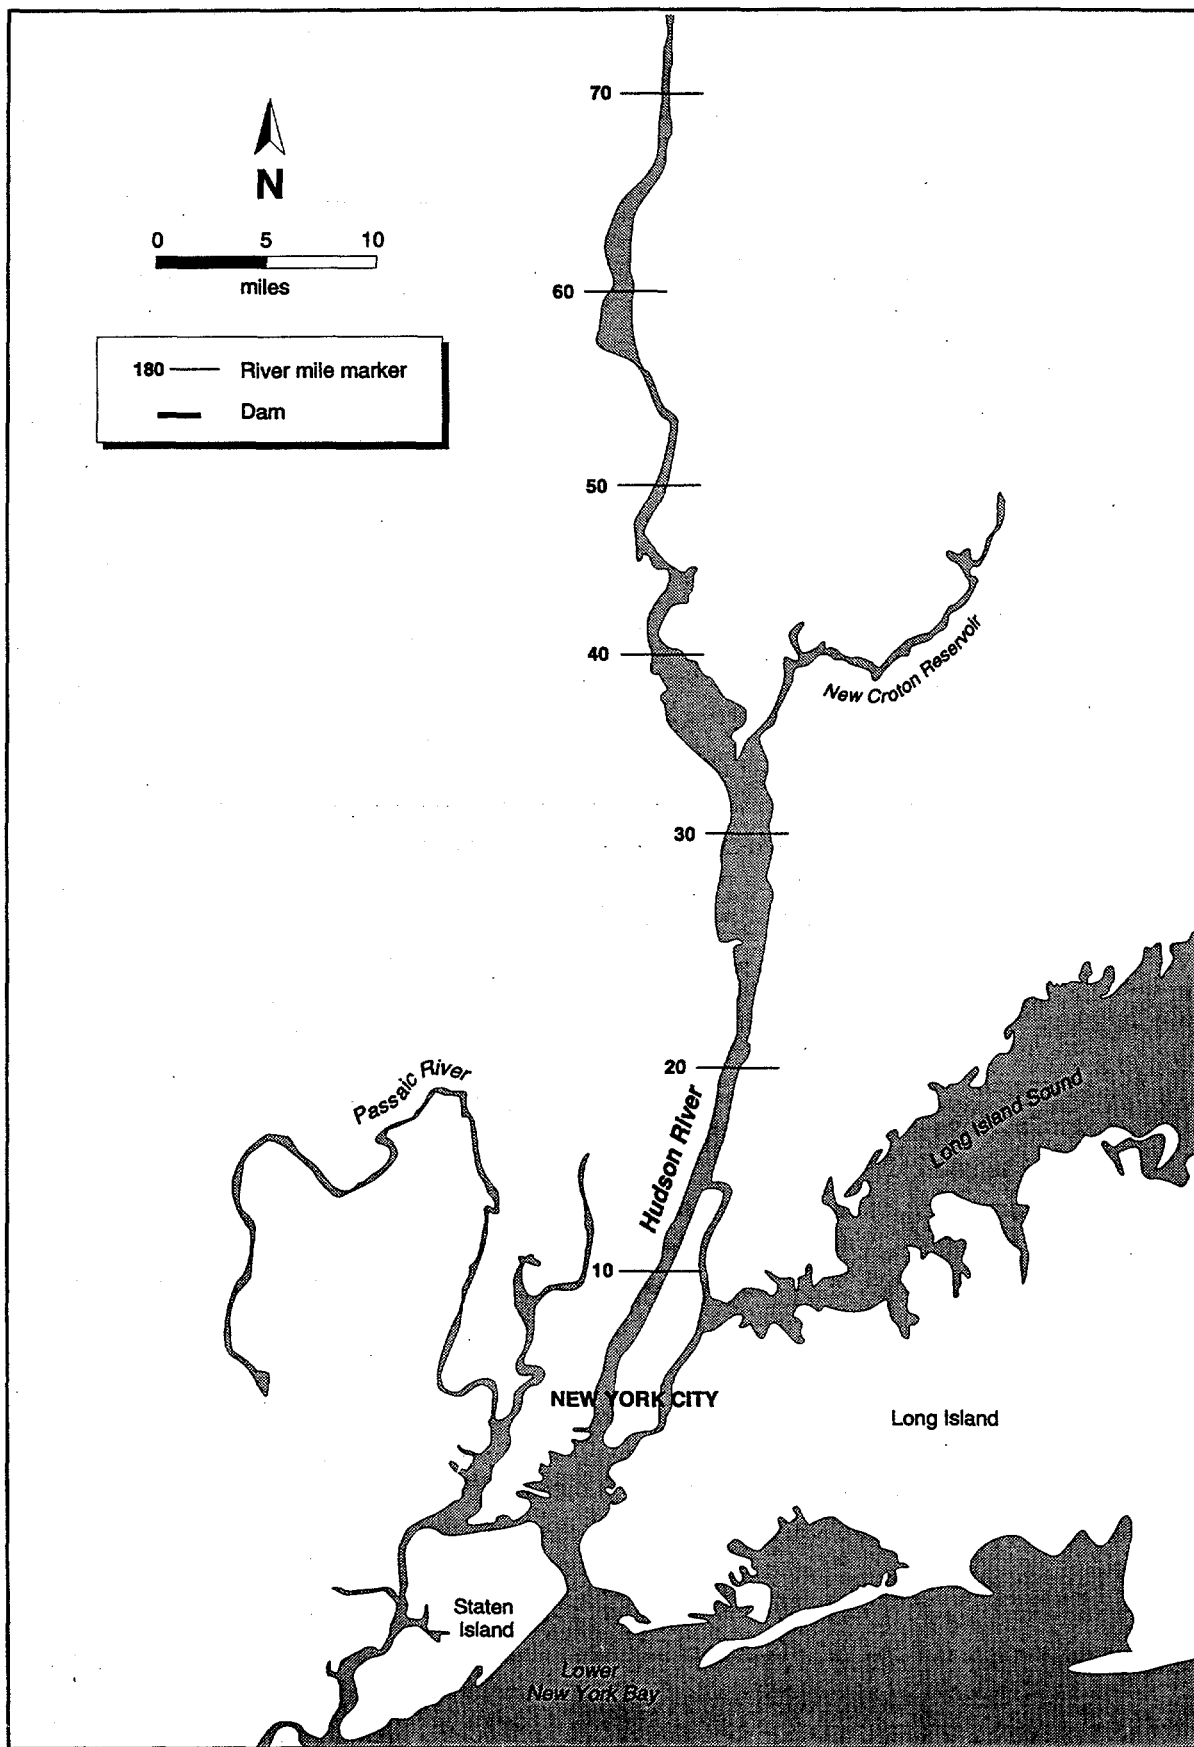 70
N
0 5 10
miles
60
180 River mile marker
Dam
50
40
New Croton Reservoir
30
20
Passaic River
Long Island Sound
Hudson River
10
NEW YORK CITY
Long Island
Staten
Island
Lower
New York Bay